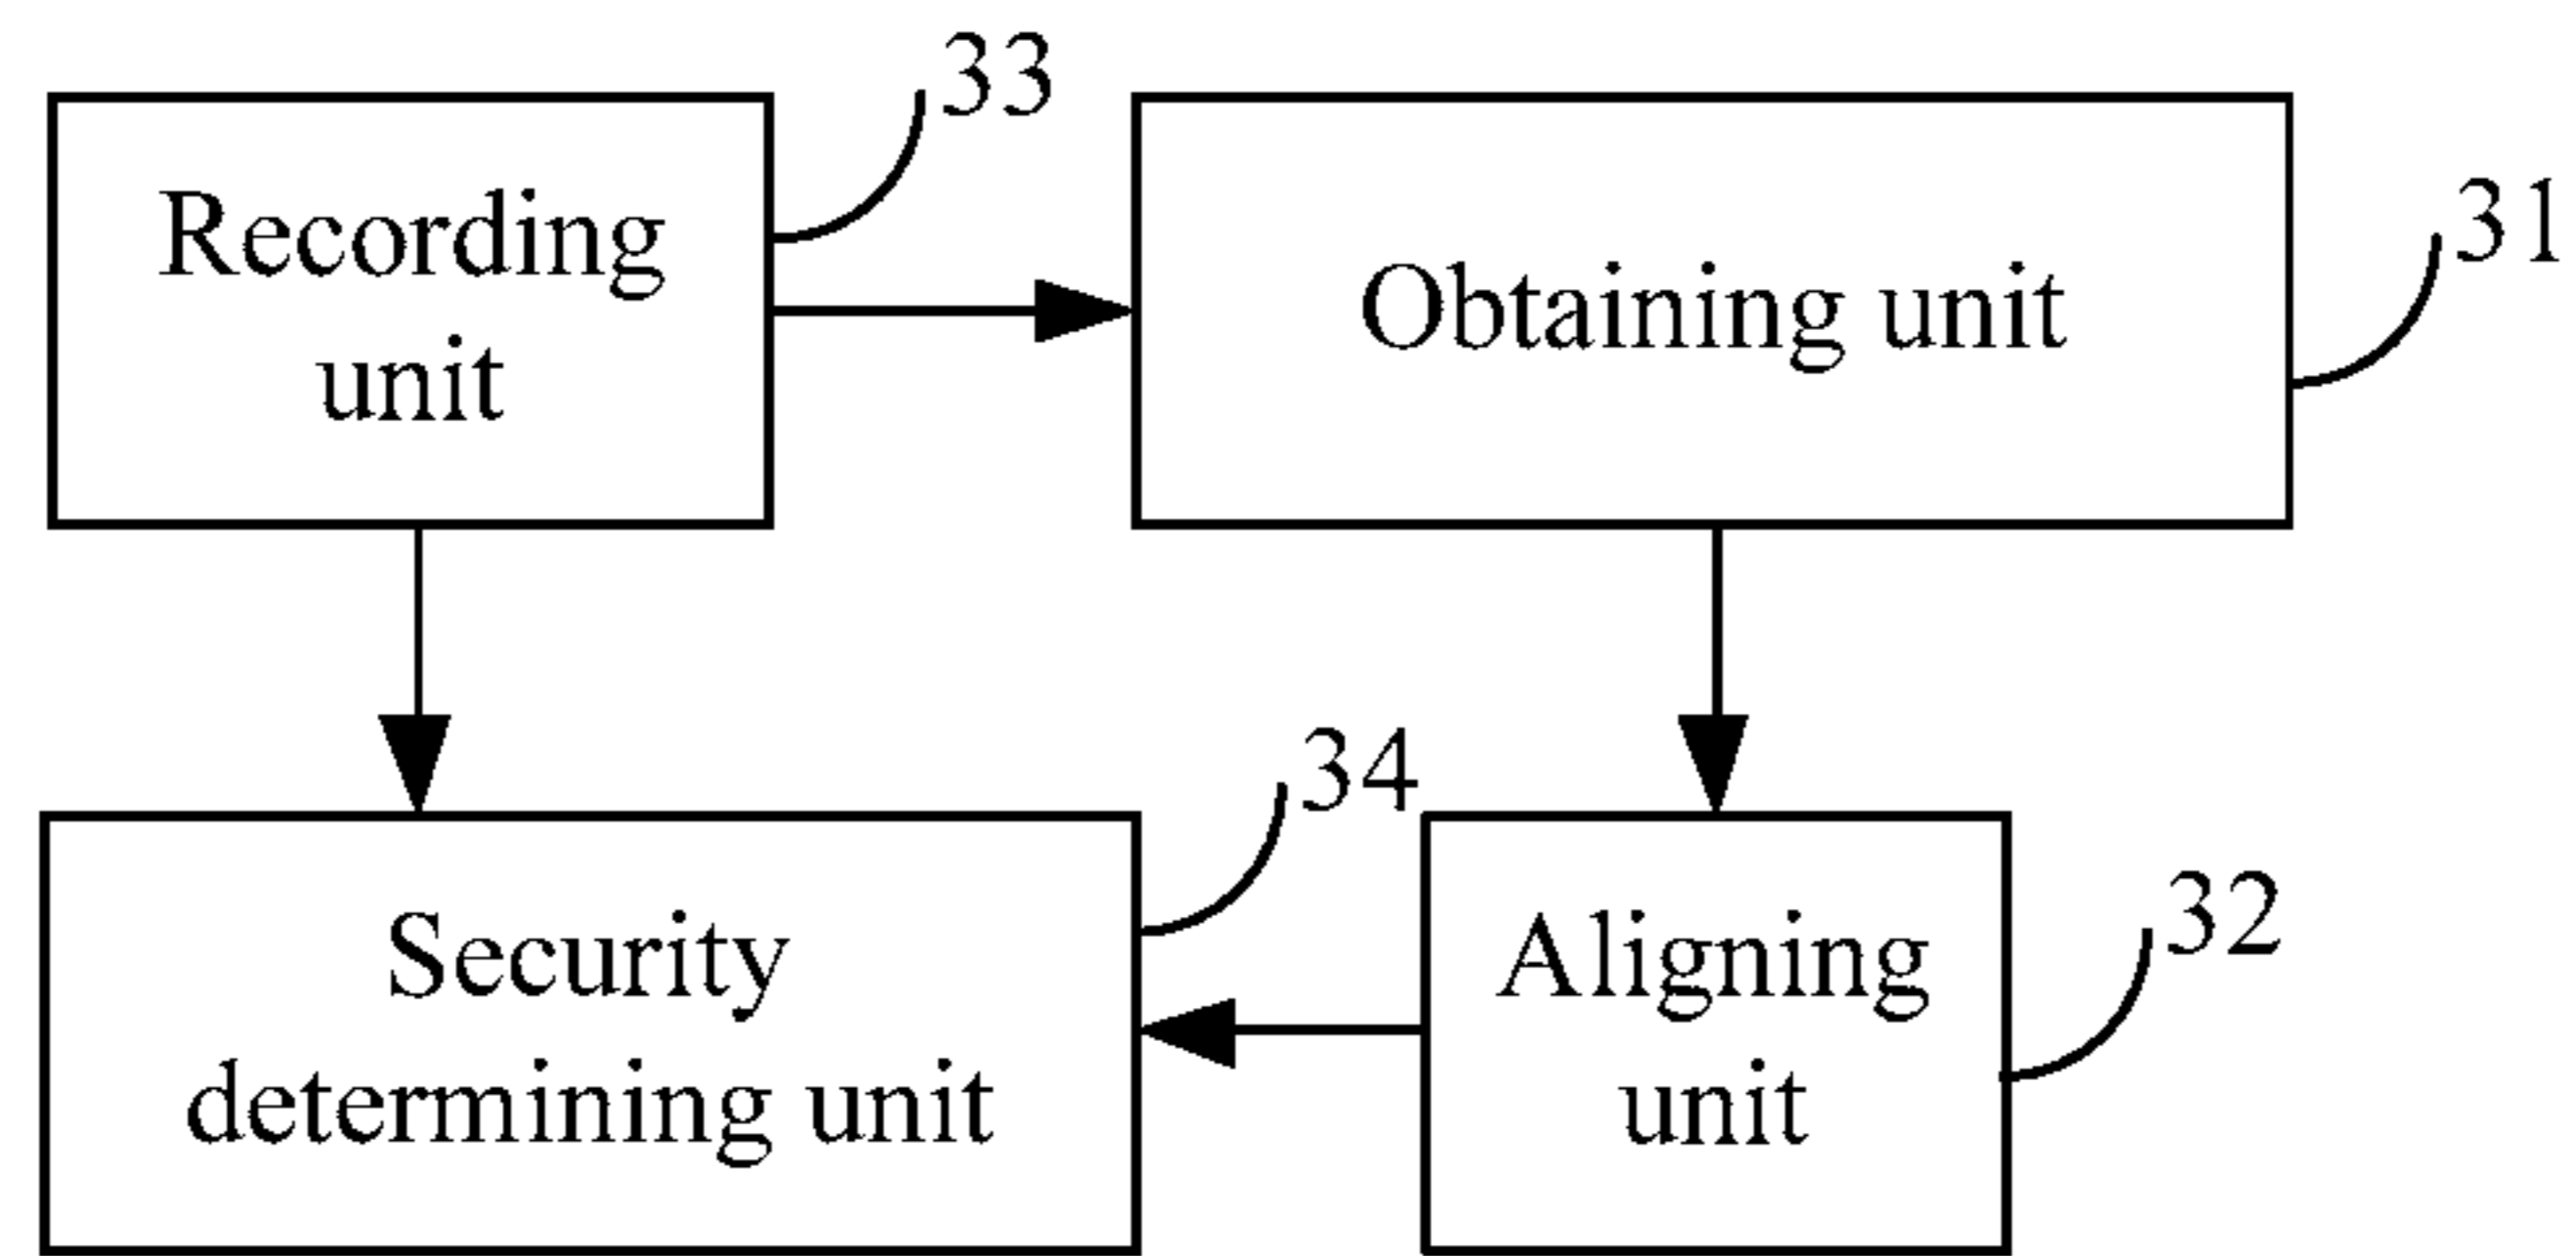 33
Recording
unit
31
Obtaining unit
34
Security
determining unit
32
Aligning
unit